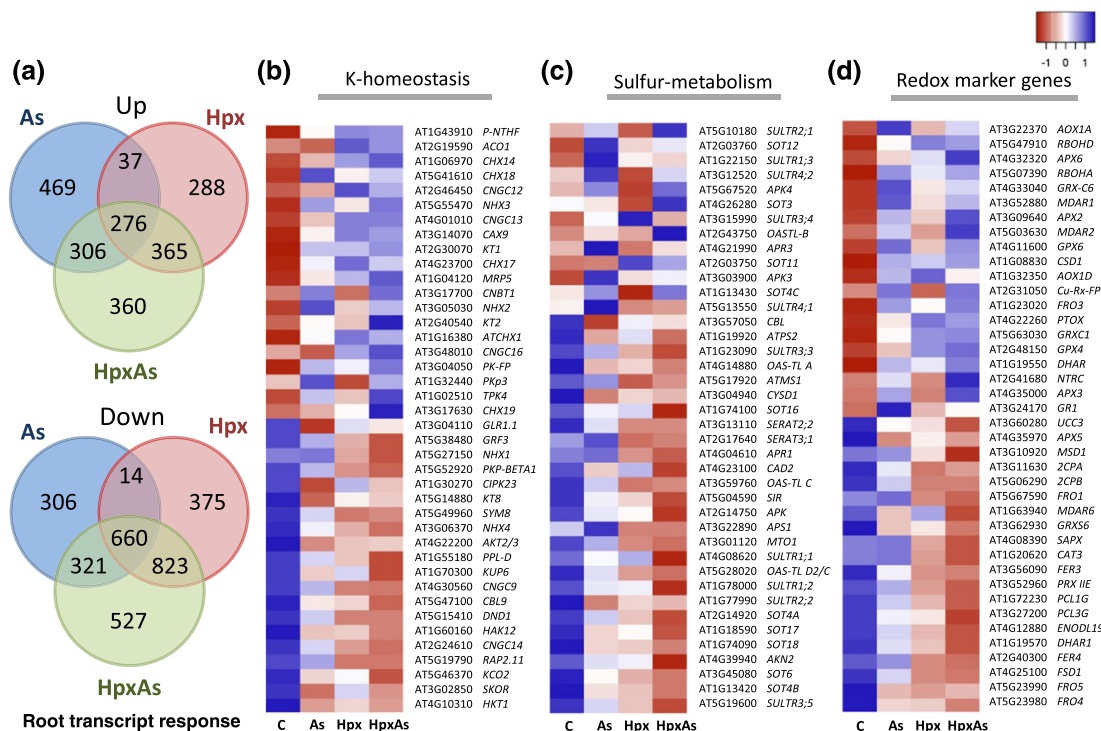 -1 0 1
(a)
Up
As
Hpx
37
469
288
276
306
365
360
HpxAs
Down
As
Hpx
14
306
375
660
321
823
527
HpxAs
Root transcript response
(b)
K-homeostasis
AT1G43910 P-NTHF
AT2G19590 ACO1
AT1G06970 CHX14
AT5G41610 CHX18
AT2G46450 CNGC12
AT5G55470 NHX3
AT4G01010 CNGC13
AT3G14070 CAX9
AT2G30070 KT1
AT4G23700 CHX17
AT1G04120 MRP5
AT3G17700 CNBT1
AT3G05030 NHX2
AT2G40540 KT2
AT1G16380 ATCHX1
AT3G48010 CNGC16
AT3G04050 PK-FP
AT1G32440 PKp3
AT1G02510 TPK4
AT3G17630 CHX19
AT3G04110 GLR1.1
AT5G38480 GRF3
AT5G27150 NHX1
AT5G52920 PKP-BETA1
AT1G30270 CIPK23
AT5G14880 KT8
AT5G49960 SYM8
AT3G06370 NHX4
AT4G22200 AKT2/3
AT1G55180 PPL-D
AT1G70300 KUP6
AT4G30560 CNGC9
AT5G47100 CBL9
AT5G15410 DND1
AT1G60160 HAK12
AT2G24610 CNGC14
AT5G19790 RAP2.11
AT5G46370 KCO2
AT3G02850 SKOR
AT4G10310 HKT1
C As Hpx HpxAs
(c)
Sulfur-metabolism
AT5G10180 SULTR2;1
AT2G03760 SOT12
AT1G22150 SULTR1;3
AT3G12520 SULTR4;2
AT5G67520 APK4
AT4G26280 SOT3
AT3G15990 SULTR3;4
AT2G43750 OASTL-B
AT4G21990 APR3
AT2G03750 SOT11
AT3G03900 APK3
AT1G13430 SOT4C
AT5G13550 SULTR4;1
AT3G57050 CBL
AT1G19920 ATPS2
AT1G23090 SULTR3;3
AT4G14880 OAS-TL A
AT5G17920 ATMS1
AT3G04940 CYSD1
AT1G74100 SOT16
AT3G13110 SERAT2;2
AT2G17640 SERAT3;1
AT4G04610 APR1
AT4G23100 CAD2
AT3G59760 OAS-TL C
AT5G04590 SIR
AT2G14750 APK
AT3G22890 APS1
AT3G01120 MTO1
AT4G08620 SULTR1;1
AT5G28020 OAS-TL D2/C
AT1G78000 SULTR1;2
AT1G77990 SULTR2;2
AT2G14920 SOT4A
AT1G18590 SOT17
AT1G74090 SOT18
AT4G39940 AKN2
AT3G45080 SOT6
AT1G13420 SOT4B
AT5G19600 SULTR3;5
C As Hpx HpxAs
(d)
Redox marker genes
AT3G22370 AOX1A
AT5G47910 RBOHD
AT4G32320 APX6
AT5G07390 RBOHA
AT4G33040 GRX-C6
AT3G52880 MDAR1
AT3G09640 APX2
AT5G03630 MDAR2
AT4G11600 GPX6
AT1G08830 CSD1
AT1G32350 AOX1D
AT2G31050 Cu-Rx-FP
AT1G23020 FRO3
AT4G22260 PTOX
AT5G63030 GRXC1
AT2G48150 GPX4
AT1G19550 DHAR
AT2G41680 NTRC
AT4G35000 APX3
AT3G24170 GR1
AT3G60280 UCC3
AT4G35970 APX5
AT3G10920 MSD1
AT3G11630 2CPA
AT5G06290 2CPB
AT5G67590 FRO1
AT1G63940 MDAR6
AT3G62930 GRXS6
AT4G08390 SAPX
AT1G20620 CAT3
AT3G56090 FER3
AT3G52960 PRX IIE
AT1G72230 PCL1G
AT3G27200 PCL3G
AT4G12880 ENODL19
AT1G19570 DHAR1
AT2G40300 FER4
AT4G25100 FSD1
AT5G23990 FRO5
AT5G23980 FRO4
C As Hpx HpxAs